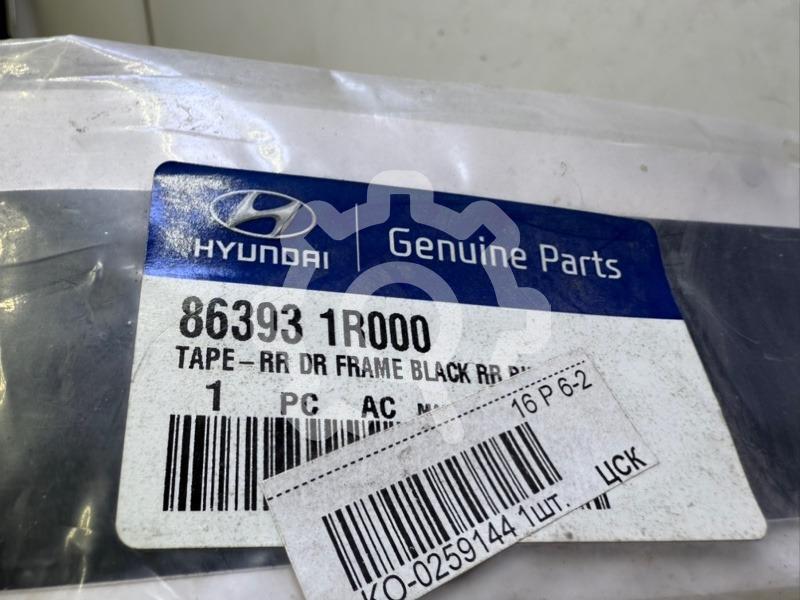 HYUNDAI
Genuine Parts
86393 1R000
TAPE-RR DR FRAME BLACK RR
1 PC AC
16 P 6-2
KO-0259144 1шт. ЦСК